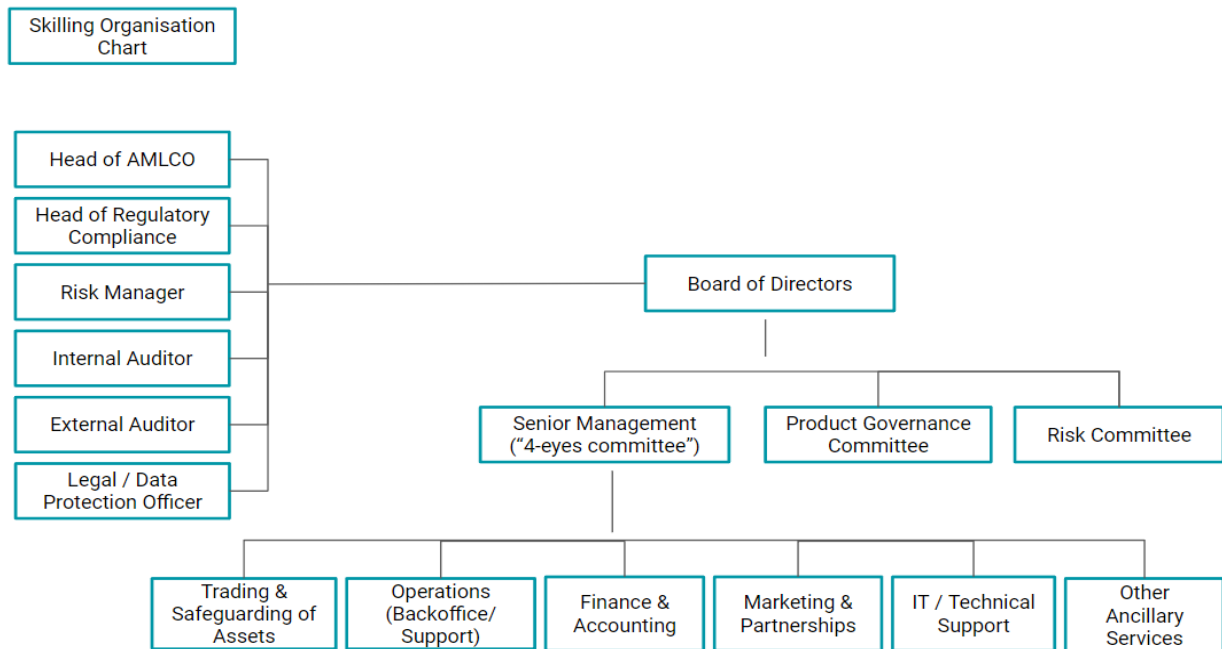 Skilling Organisation
Chart
Head of AMLCO
Head of Regulatory
Compliance
Risk Manager
Internal Auditor
External Auditor
Legal / Data
Protection Officer
Board of Directors
Senior Management
(“4-eyes committee”)
Product Governance
Committee
Risk Committee
Trading &
Safeguarding of
Assets
Operations
(Backoffice/
Support)
Finance &
Accounting
Marketing &
Partnerships
IT / Technical
Support
Other
Ancillary
Services